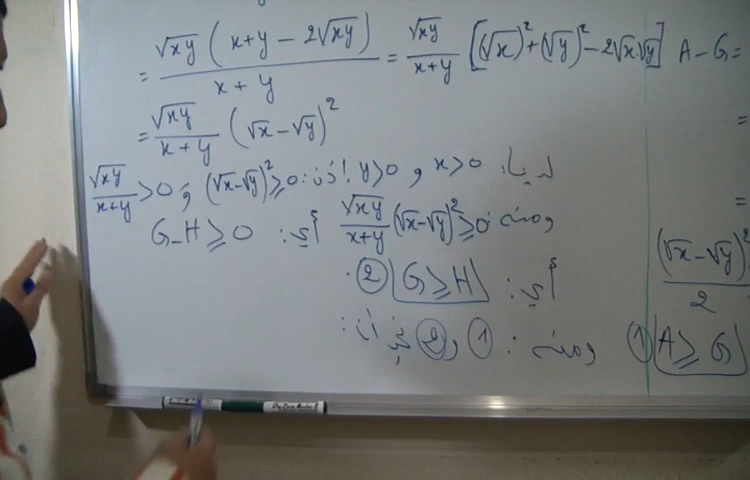 = √xy (x+y − 2√xy) / x+y = √xy / x+y [(√x)² + (√y)² − 2√x√y]
= √xy / x+y (√x − √y)²
لدينا: x>0 و y>0 إذن: (√x−√y)²≥0 و √xy / x+y >0
ومنه: √xy / x+y (√x−√y)² ≥0 أي: G−H ≥ 0
أي: G≥H ②.
ومنه: ① و ② نجد أن:
A − G =
=
=
(√x − √y)² / 2
① A ≥ G